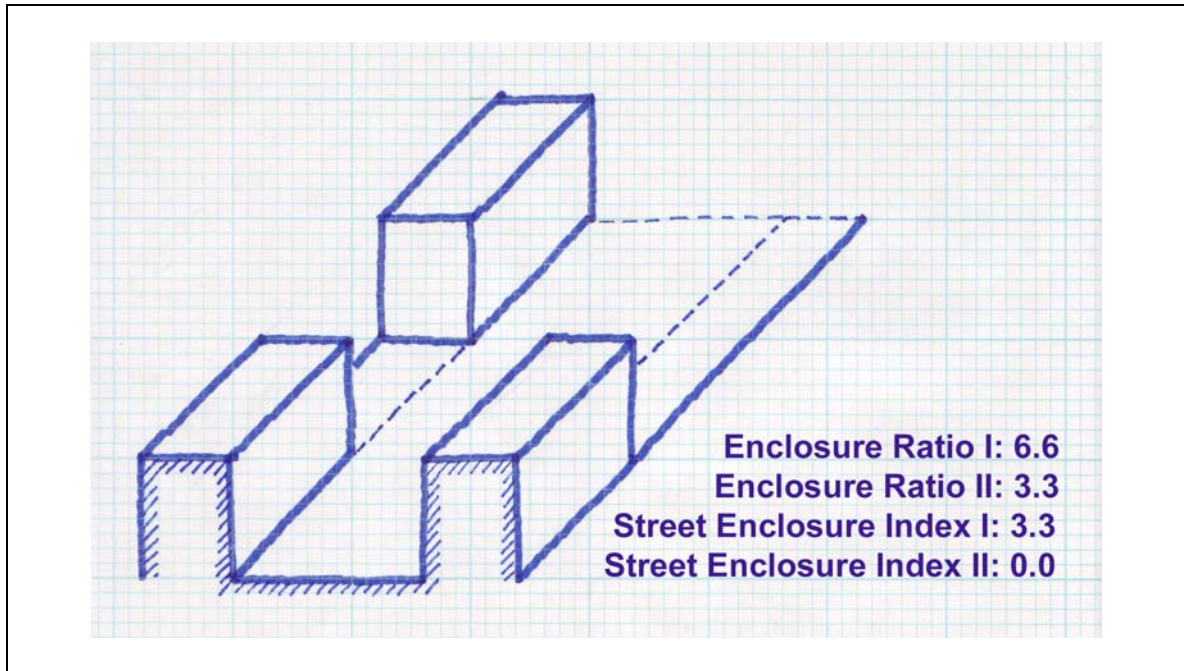 Enclosure Ratio I: 6.6
Enclosure Ratio II: 3.3
Street Enclosure Index I: 3.3
Street Enclosure Index II: 0.0